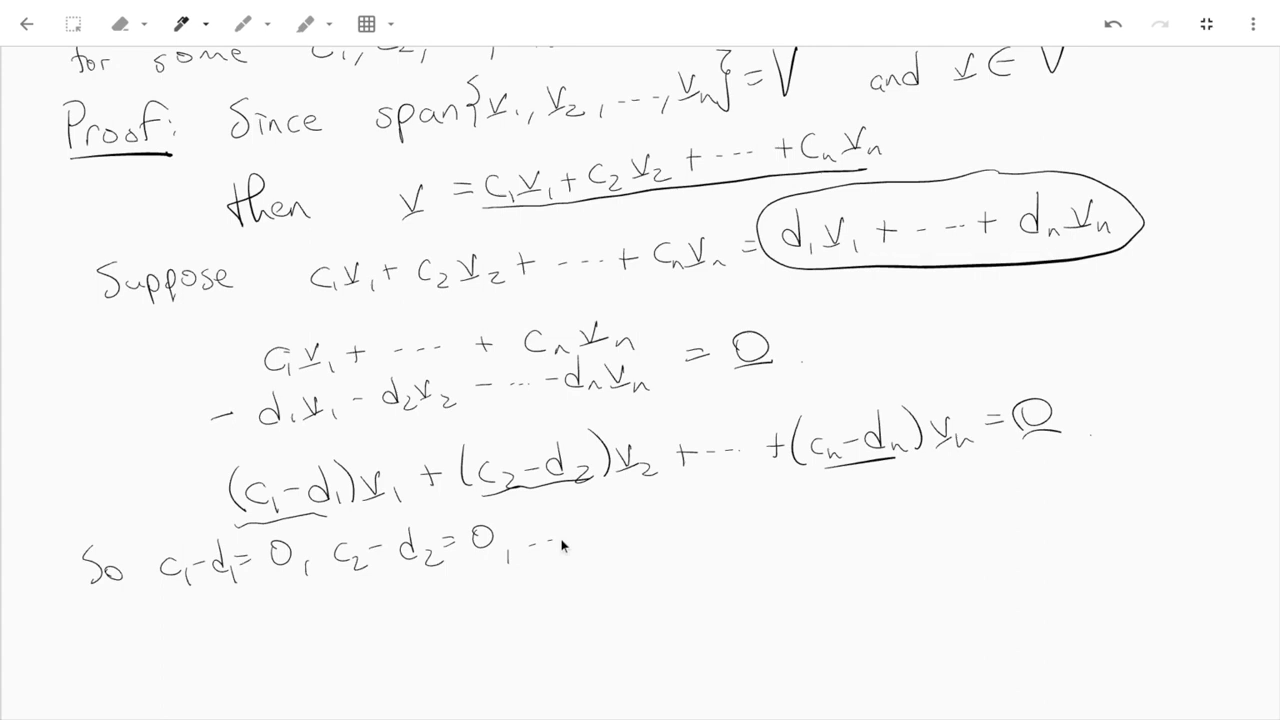 for some c₁, c₂,
Proof: Since span{v₁, v₂, ..., vₙ} = V and v ∈ V
then v = c₁v₁ + c₂v₂ + ... + cₙvₙ
Suppose c₁v₁ + c₂v₂ + ... + cₙvₙ = d₁v₁ + ... + dₙvₙ
c₁v₁ + ... + cₙvₙ = 0
- d₁v₁ - d₂v₂ - ... - dₙvₙ
(c₁-d₁)v₁ + (c₂-d₂)v₂ + ... + (cₙ-dₙ)vₙ = 0
So c₁-d₁=0, c₂-d₂=0, ...